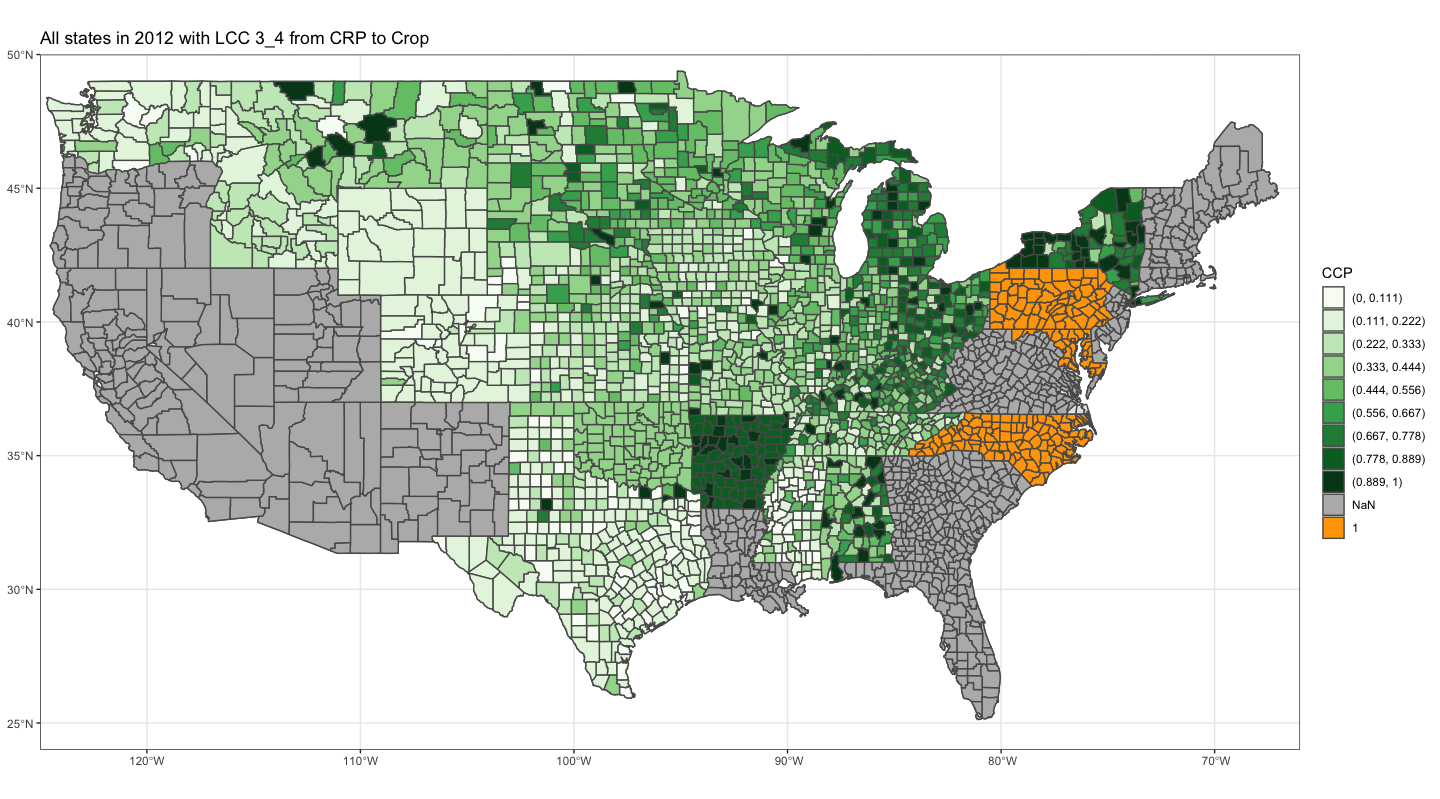 All states in 2012 with LCC 3_4 from CRP to Crop
50°N
45°N
40°N
35°N
30°N
25°N
120°W
110°W
100°W
90°W
80°W
70°W
CCP
(0, 0.111)
(0.111, 0.222)
(0.222, 0.333)
(0.333, 0.444)
(0.444, 0.556)
(0.556, 0.667)
(0.667, 0.778)
(0.778, 0.889)
(0.889, 1)
NaN
1